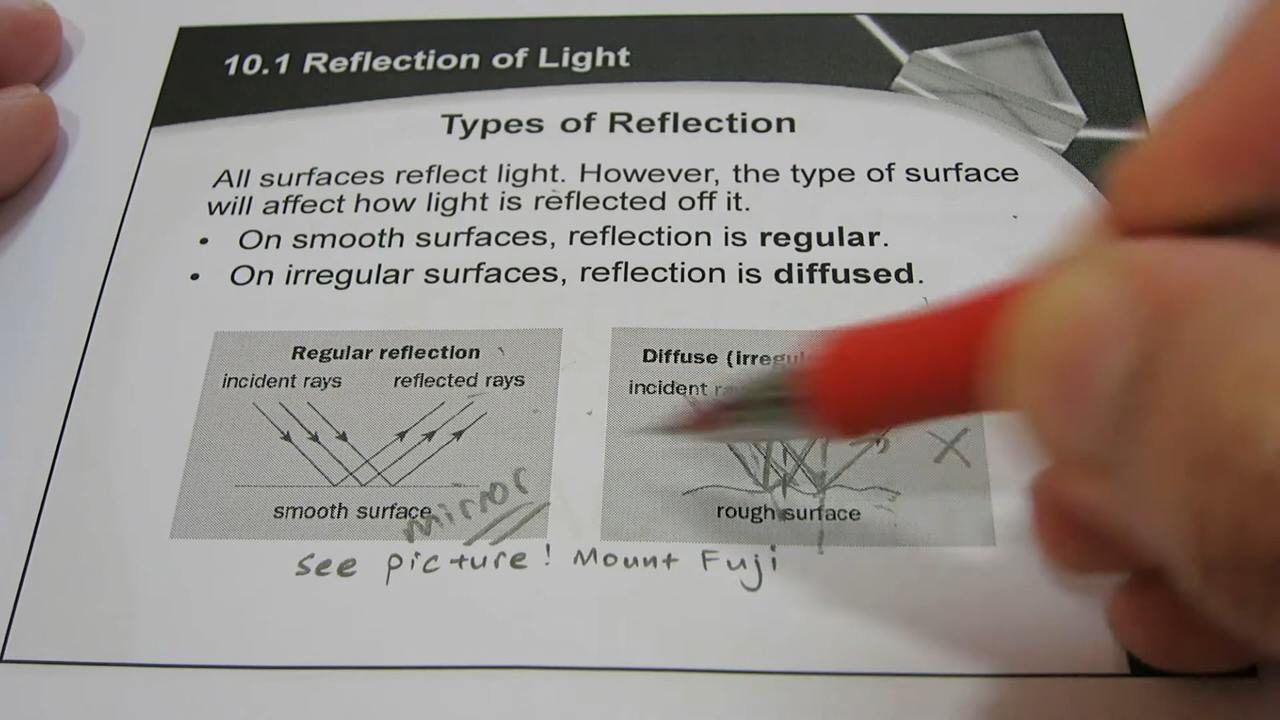 10.1 Reflection of Light
Types of Reflection
All surfaces reflect light. However, the type of surface
will affect how light is reflected off it.
• On smooth surfaces, reflection is regular.
• On irregular surfaces, reflection is diffused.
Regular reflection
incident rays reflected rays
smooth surface
mirror
Diffuse
incident
X
rough surface
see picture! Mount Fuji